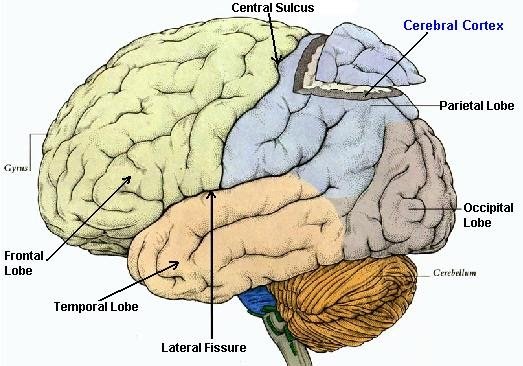 Central Sulcus
Cerebral Cortex
Parietal Lobe
Gyrus
Occipital
Lobe
Frontal
Lobe
Cerebellum
Temporal Lobe
Lateral Fissure